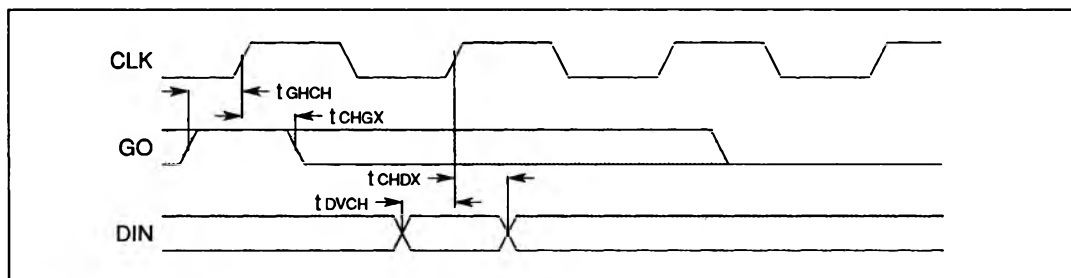 CLK
t GHCH
t CHGX
GO
t CHDX
t DVCH
DIN